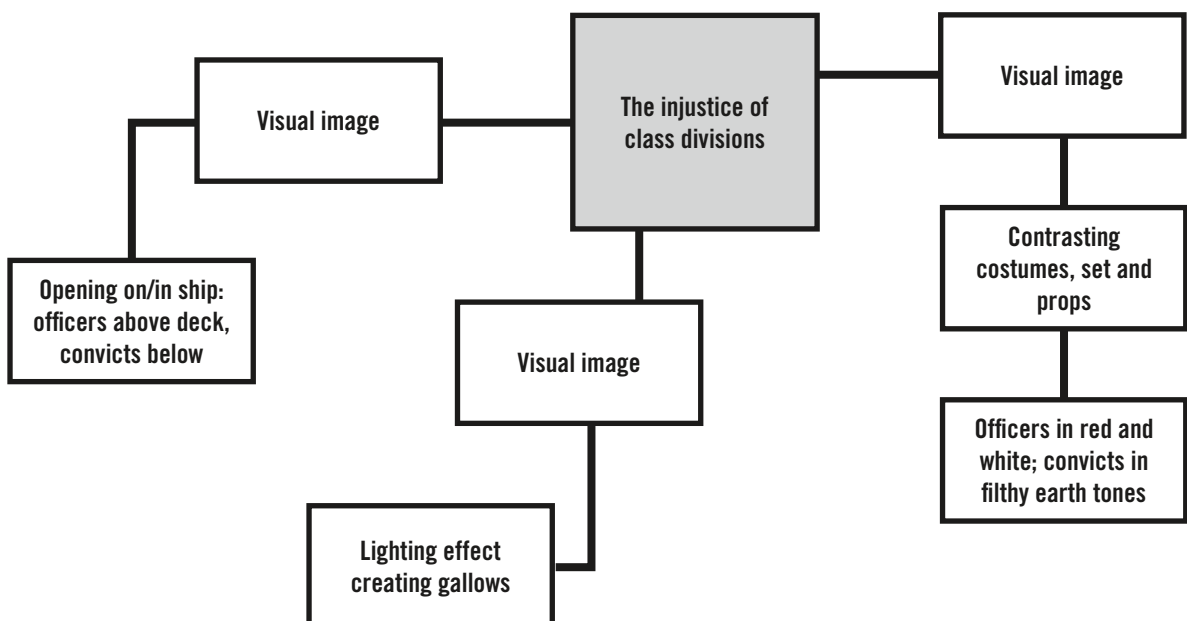 Visual image
Opening on/in ship:
officers above deck,
convicts below
The injustice of
class divisions
Visual image
Lighting effect
creating gallows
Visual image
Contrasting
costumes, set and
props
Officers in red and
white; convicts in
filthy earth tones